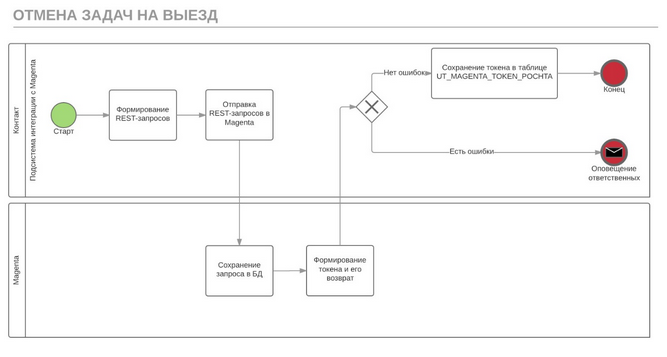 ОТМЕНА ЗАДАЧ НА ВЫЕЗД
Контакт
Подсистема интеграции с Magenta
Старт
Формирование
REST-запросов
Отправка
REST-запросов в
Magenta
Нет ошибок
Сохранение токена в таблице
UT_MAGENTA_TOKEN_POCHTA
Конец
Есть ошибки
Оповещение
ответственных
Magenta
Сохранение
запроса в БД
Формирование
токена и его
возврат